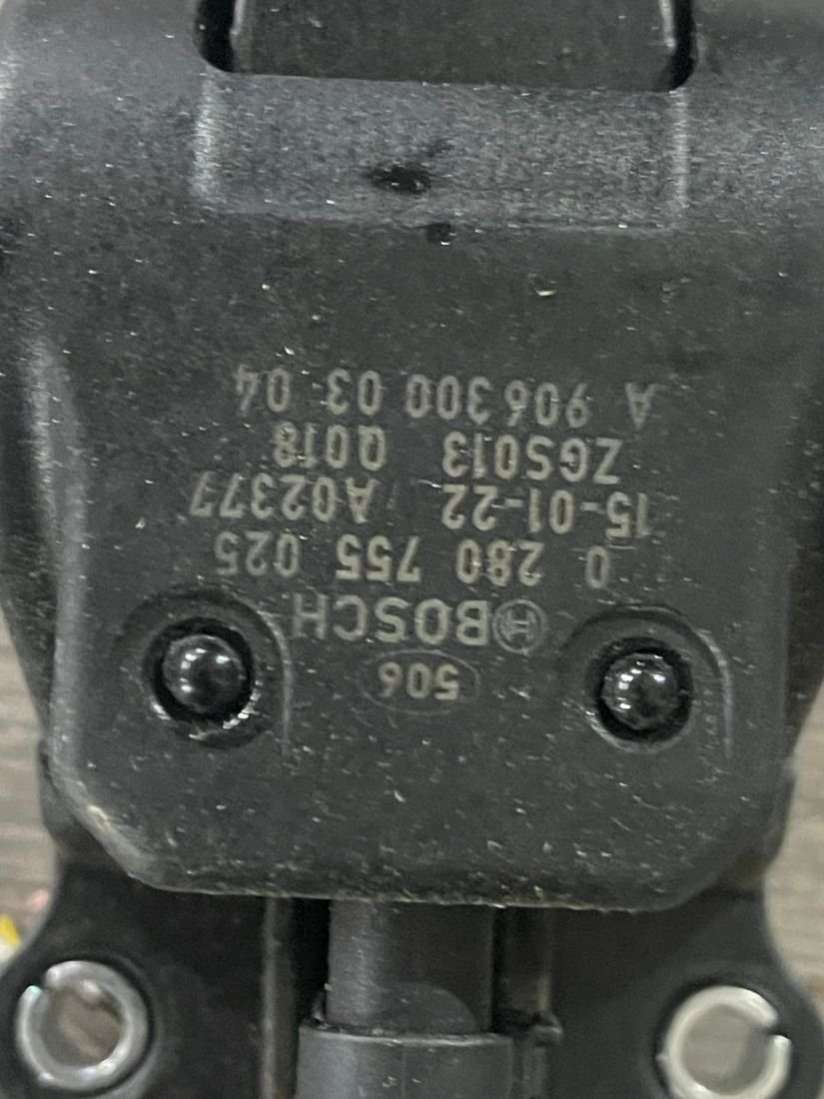 506
BOSCH
0 280 755 025
15-01-22 A02377
ZGS013 Q018
A 906 300 03 04